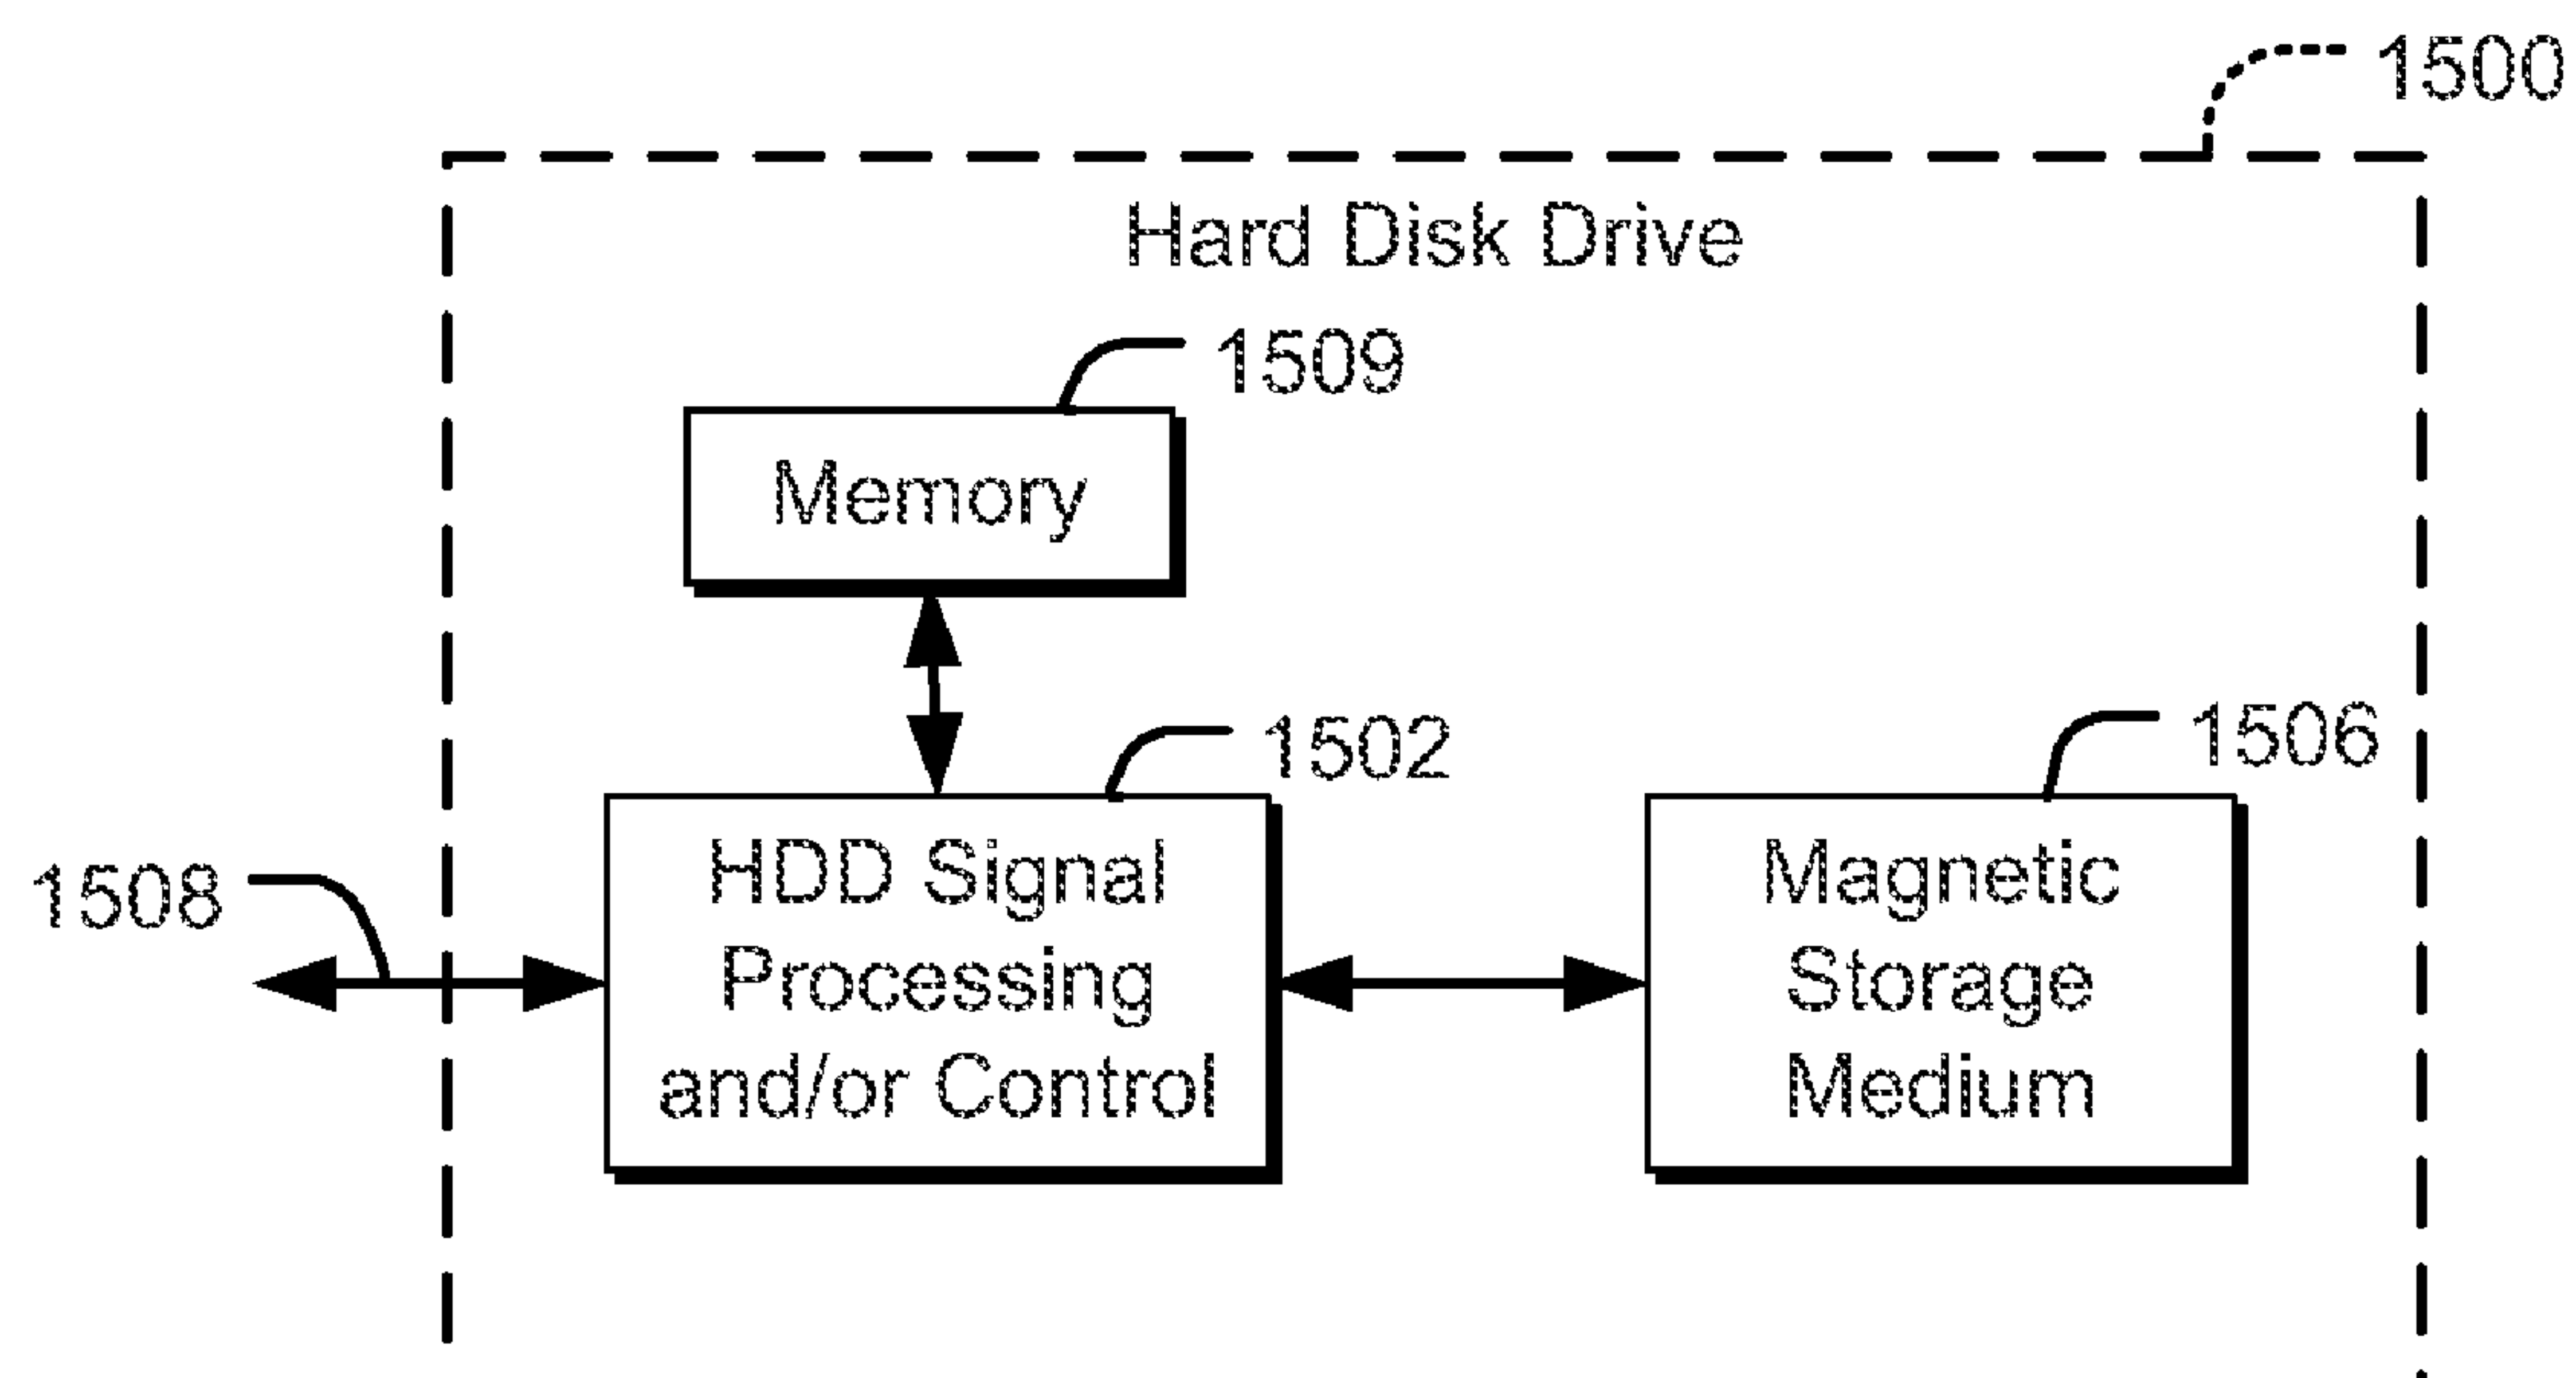 1500
Hard Disk Drive
1509
Memory
1502
1506
1508
HDD Signal
Processing
and/or Control
Magnetic
Storage
Medium